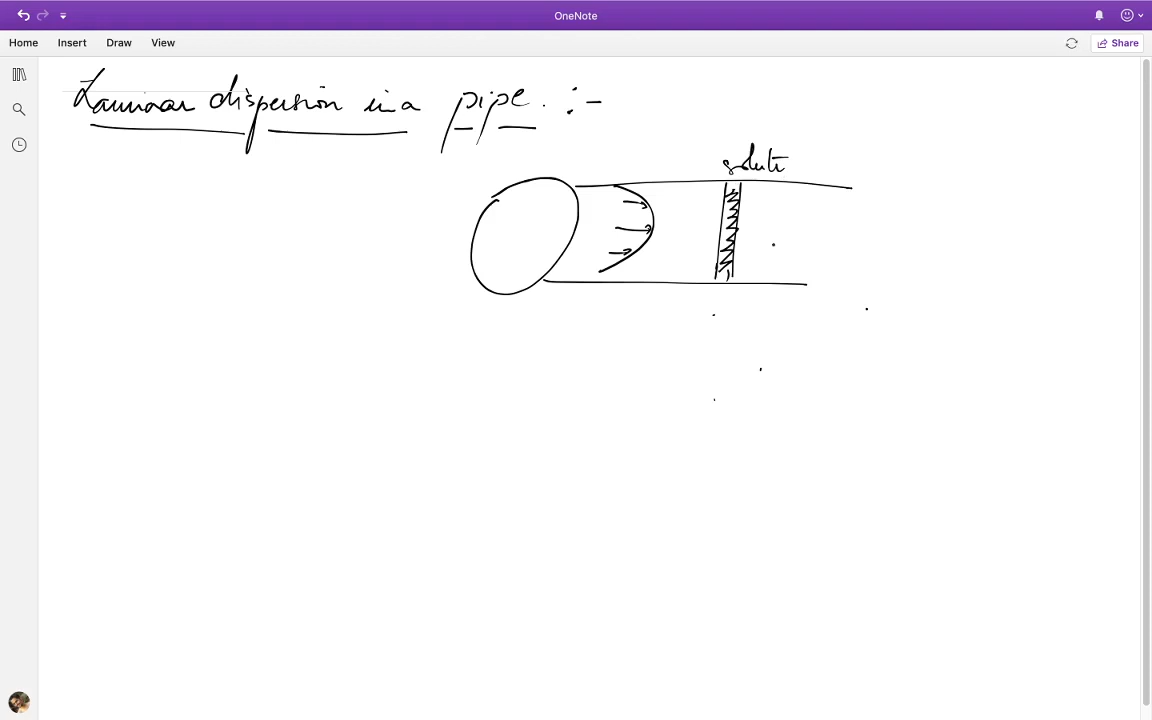 OneNote
Home Insert Draw View Share
Laminar dispersion in a pipe. :-
solute